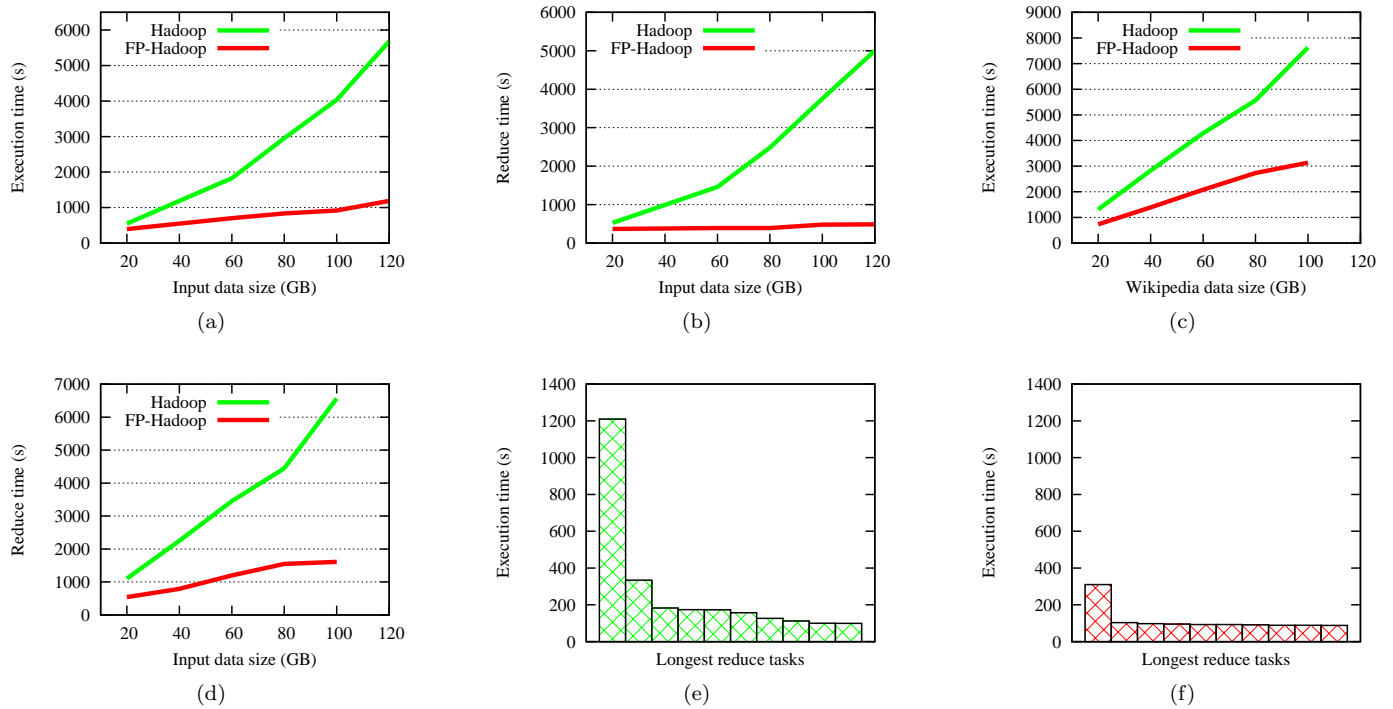 6000
5000
4000
3000
2000
1000
0
20 40 60 80 100 120
Execution time (s)
Input data size (GB)
Hadoop
FP-Hadoop
(a)
6000
5000
4000
3000
2000
1000
0
20 40 60 80 100 120
Reduce time (s)
Input data size (GB)
Hadoop
FP-Hadoop
(b)
9000
8000
7000
6000
5000
4000
3000
2000
1000
0
20 40 60 80 100 120
Execution time (s)
Wikipedia data size (GB)
Hadoop
FP-Hadoop
(c)
7000
6000
5000
4000
3000
2000
1000
0
20 40 60 80 100 120
Reduce time (s)
Input data size (GB)
Hadoop
FP-Hadoop
(d)
1400
1200
1000
800
600
400
200
0
Execution time (s)
Longest reduce tasks
(e)
1400
1200
1000
800
600
400
200
0
Execution time (s)
Longest reduce tasks
(f)